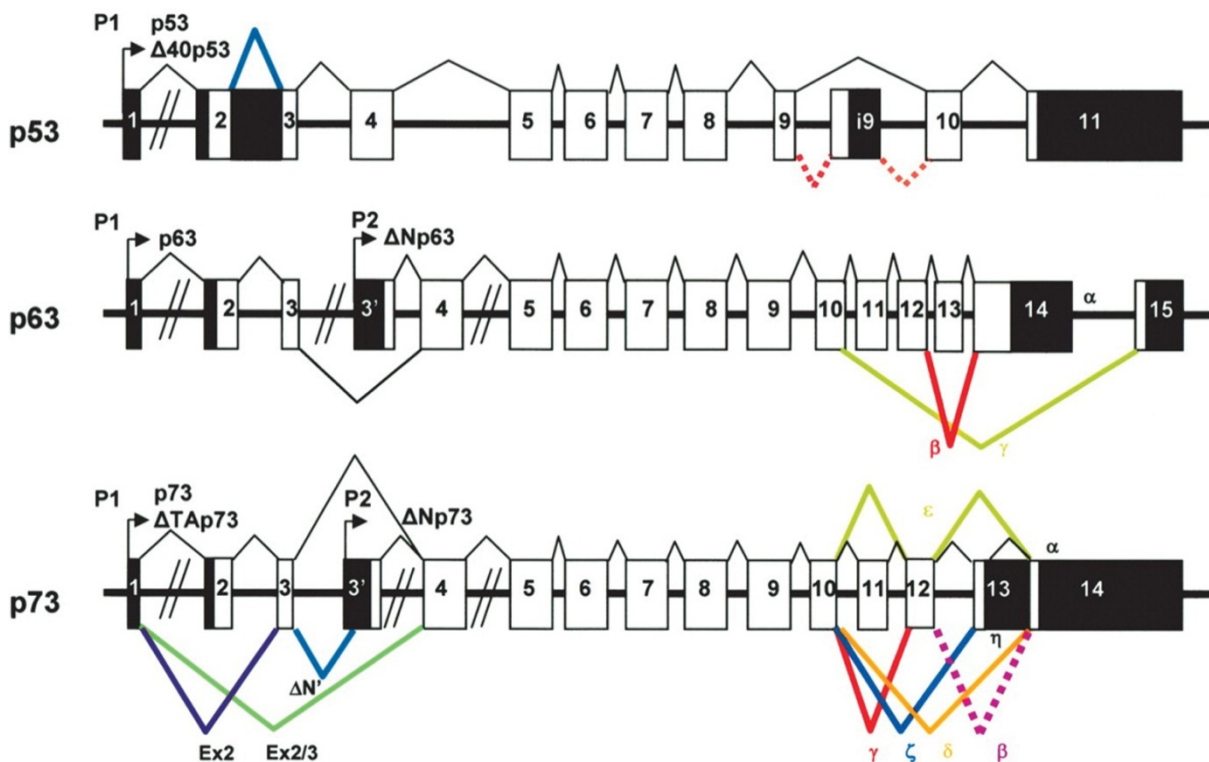 P1 p53
Δ40p53
p53 1 2 3 4 5 6 7 8 9 i9 10 11
P1 p63 P2 ΔNp63
p63 1 2 3 3' 4 5 6 7 8 9 10 11 12 13 14 α 15
β γ
P1 p73 P2 ε
ΔTAp73 ΔNp73 α
p73 1 2 3 3' 4 5 6 7 8 9 10 11 12 13 14
η
ΔN'
Ex2 Ex2/3 γ ζ δ β